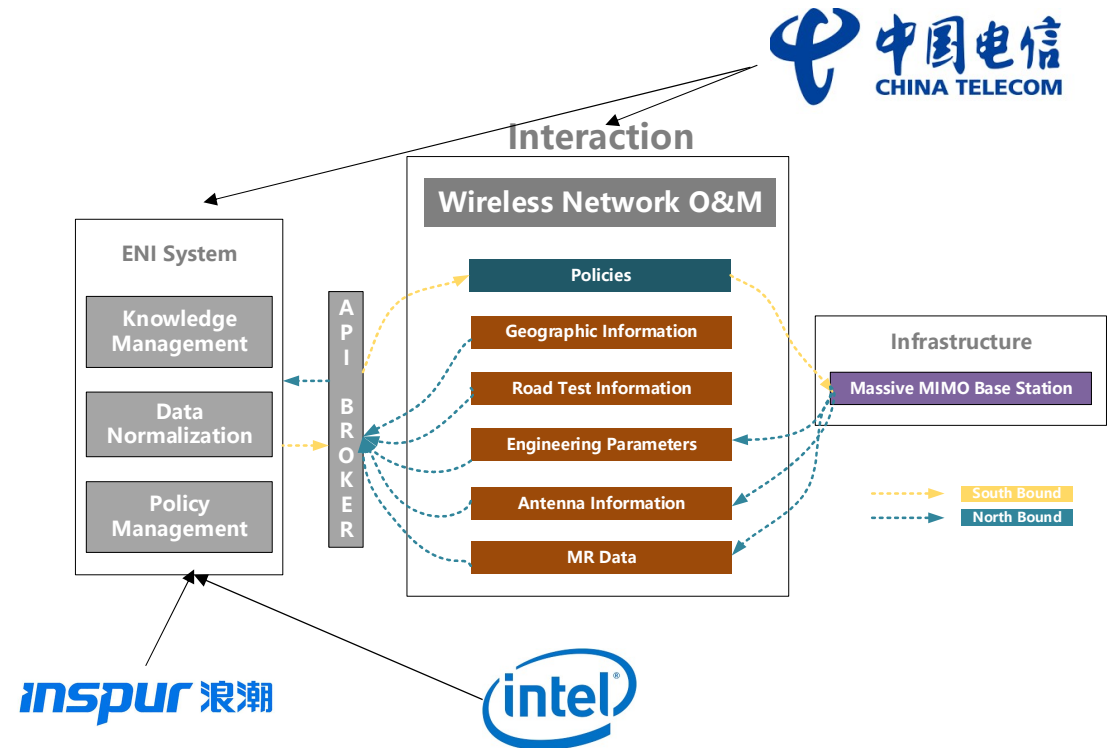 中国电信
CHINA TELECOM
Interaction
Wireless Network O&M
ENI System
Knowledge
Management
Data
Normalization
Policy
Management
API BROKER
Policies
Geographic Information
Road Test Information
Engineering Parameters
Antenna Information
MR Data
Infrastructure
Massive MIMO Base Station
South Bound
North Bound
inspur 浪潮
intel®